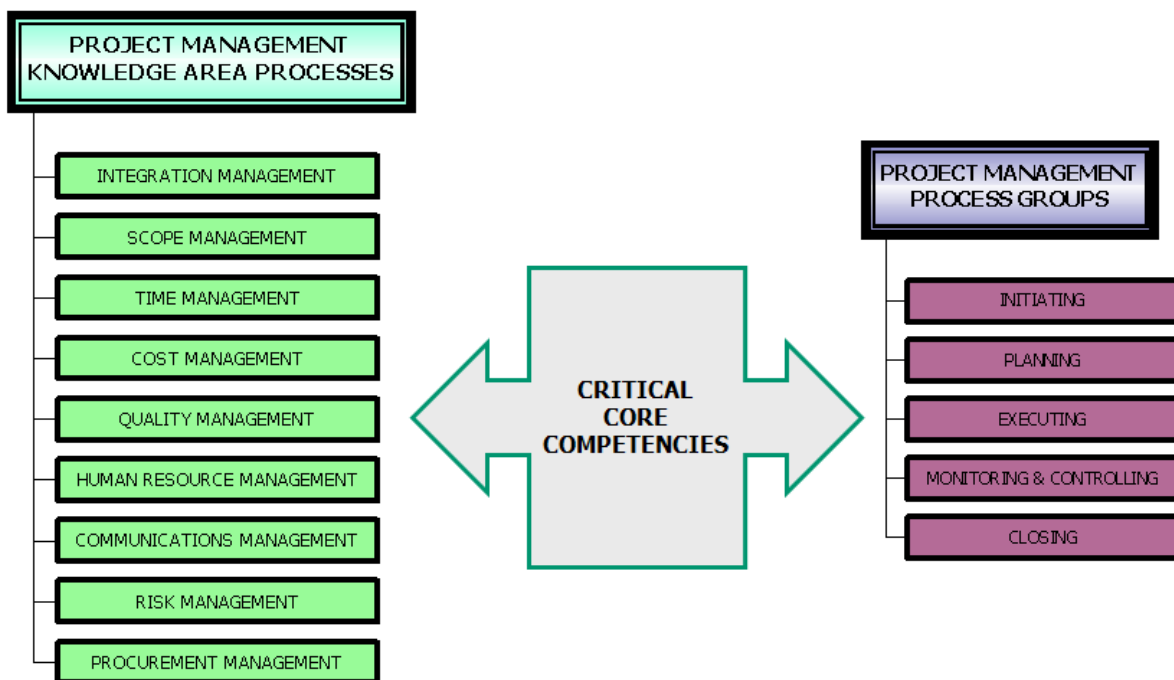 PROJECT MANAGEMENT
KNOWLEDGE AREA PROCESSES
INTEGRATION MANAGEMENT
SCOPE MANAGEMENT
TIME MANAGEMENT
COST MANAGEMENT
QUALITY MANAGEMENT
HUMAN RESOURCE MANAGEMENT
COMMUNICATIONS MANAGEMENT
RISK MANAGEMENT
PROCUREMENT MANAGEMENT
CRITICAL
CORE
COMPETENCIES
PROJECT MANAGEMENT
PROCESS GROUPS
INITIATING
PLANNING
EXECUTING
MONITORING & CONTROLLING
CLOSING